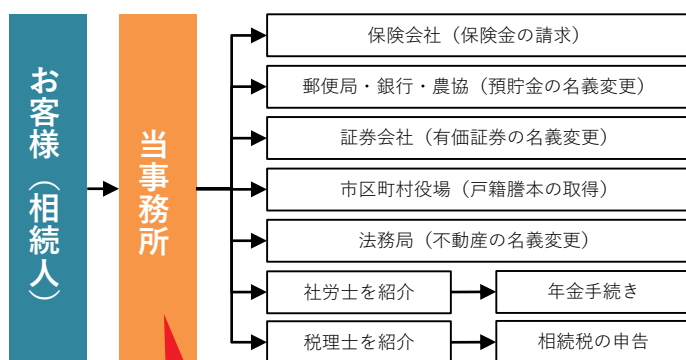 お客様（相続人）
当事務所
保険会社（保険金の請求）
郵便局・銀行・農協（預貯金の名義変更）
証券会社（有価証券の名義変更）
市区町村役場（戸籍謄本の取得）
法務局（不動産の名義変更）
社労士を紹介
年金手続き
税理士を紹介
相続税の申告